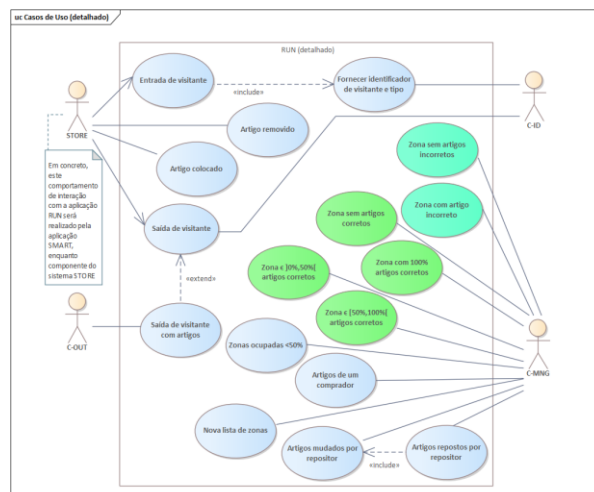 uc Casos de Uso (detalhado)
RUN (detalhado)
Entrada de visitante
«include»
Fornecer identificador
de visitante e tipo
STORE
C-ID
Artigo removido
Zona sem artigos
incorretos
Artigo colocado
Em concreto,
este
comportamento
de interação
com a aplicação
RUN será
realizado pela
aplicação
SMART,
enquanto
componente do
sistema STORE
Zona com artigo
incorreto
Zona sem artigos
corretos
Saída de visitante
Zona com 100%
artigos corretos
«extend»
Zona ϵ ]0%,50%[
artigos corretos
Zona ϵ [50%,100%[
artigos corretos
Saída de visitante
com artigos
C-OUT
Zonas ocupadas <50%
C-MNG
Artigos de um
comprador
Nova lista de zonas
Artigos mudados por
repositor
«include»
Artigos repostos por
repositor